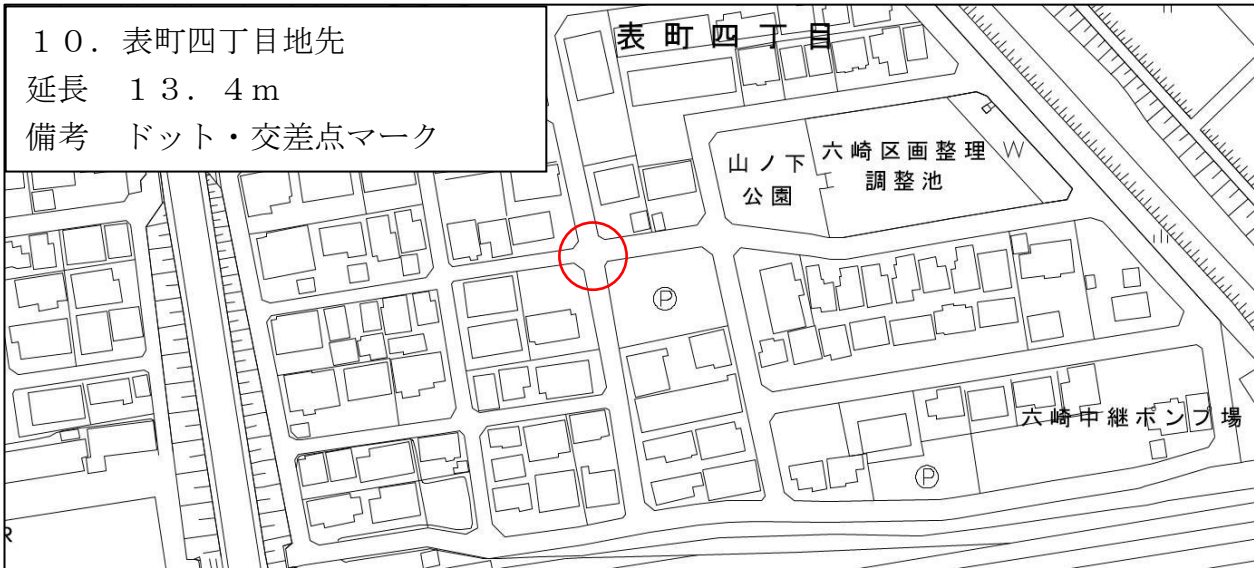 １０．表町四丁目地先
延長　１３．４ｍ
備考　ドット・交差点マーク
表町四丁目
山ノ下
公園
六崎区画整理
調整池
W
P
六崎中継ポンプ場
P
R